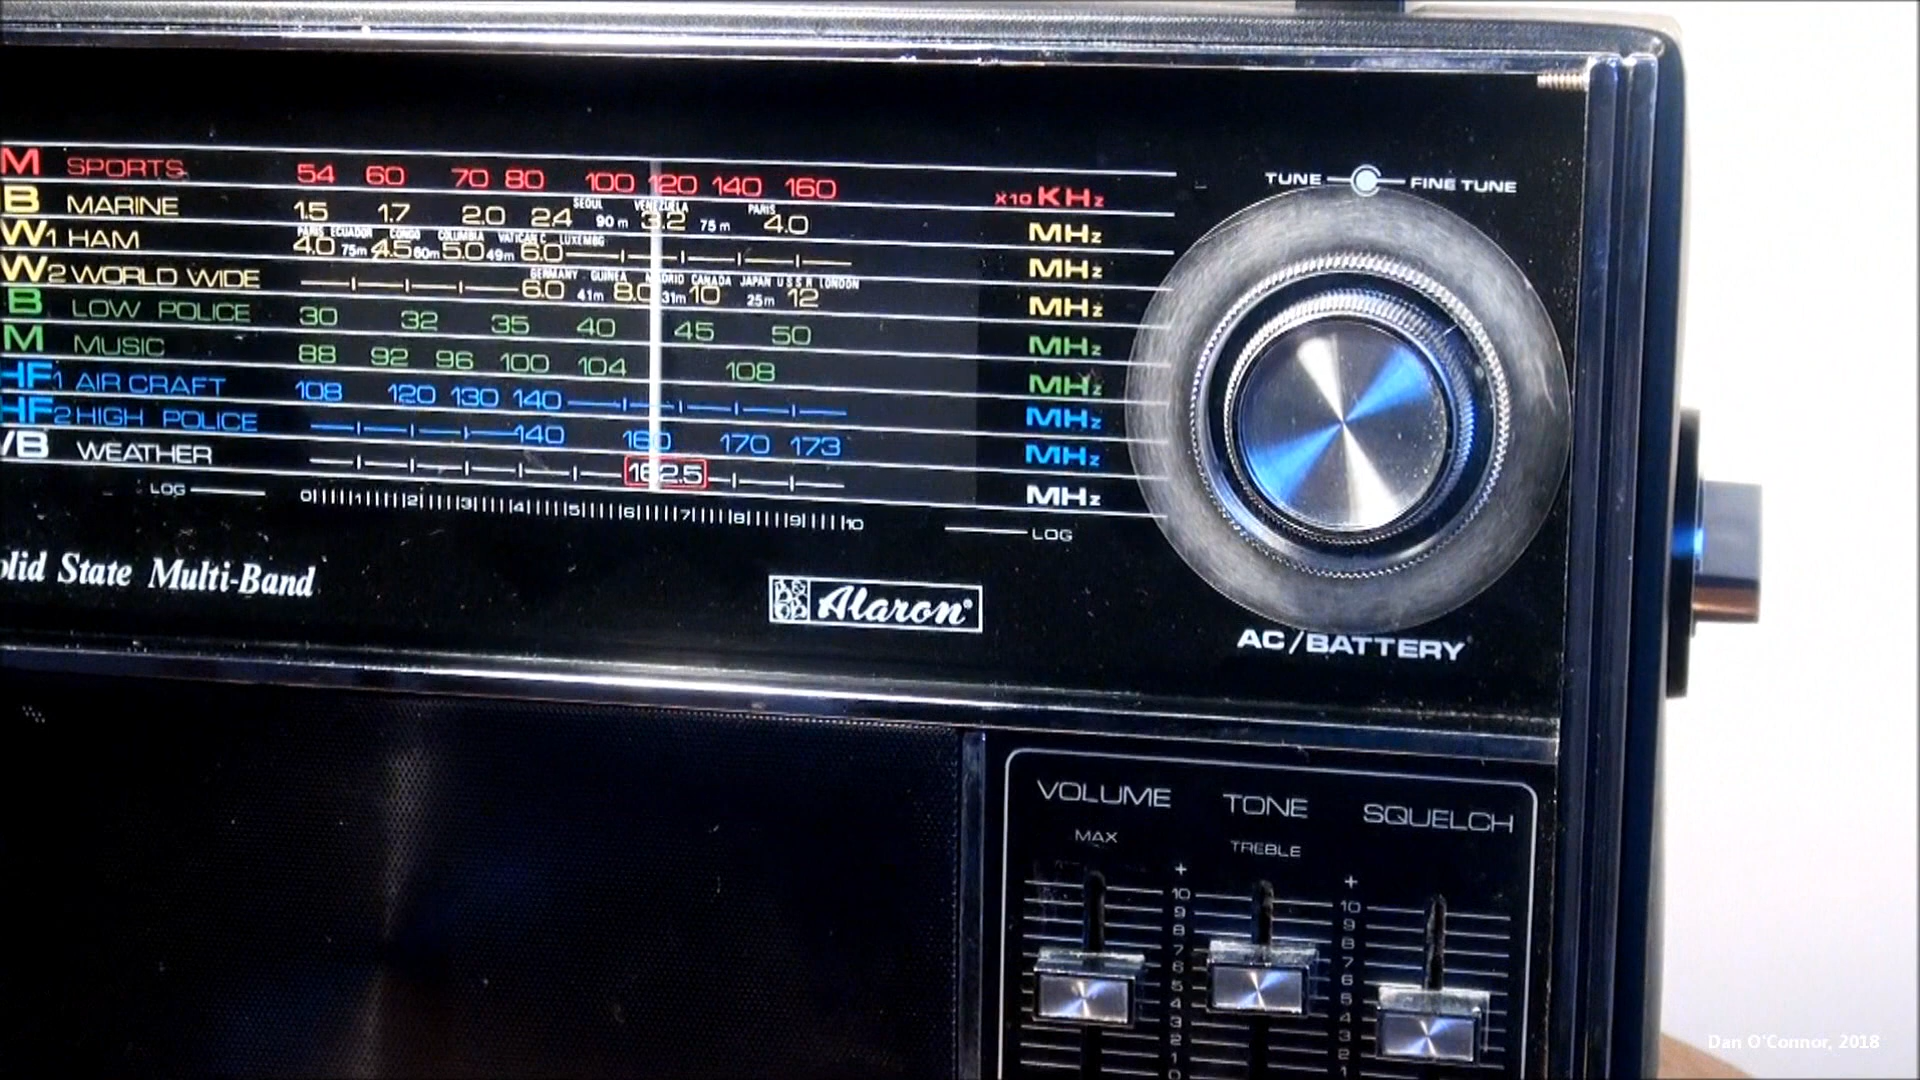 M SPORTS 54 60 70 80 100 120 140 160 x10 KHz
SEOUL VENEZUELA PARIS
B MARINE 1.5 1.7 2.0 2.4 90 m 3.2 75 m 4.0 MHz
PARIS ECUADOR CONGO COLUMBIA VATICAN C LUXEMBG
W1 HAM 4.0 75m 4.5 60m 5.0 49m 6.0 MHz
GERMANY GUINEA MADRID CANADA JAPAN U S S R LONDON
W2 WORLD WIDE 6.0 41m 8.0 31m 10 25m 12 MHz
B LOW POLICE 30 32 35 40 45 50 MHz
M MUSIC 88 92 96 100 104 108 MHz
HF1 AIR CRAFT 108 120 130 140 MHz
HF2 HIGH POLICE 140 160 170 173 MHz
/B WEATHER 162.5 MHz
LOG 0 1 2 3 4 5 6 7 8 9 10 LOG
TUNE FINE TUNE
olid State Multi-Band
Alaron®
AC/BATTERY
VOLUME TONE SQUELCH
MAX TREBLE
+ +
10 10
9 9
8 8
7 7
6 6
5 5
4 4
3 3
2 2
1 1
0
Dan O'Connor, 2018